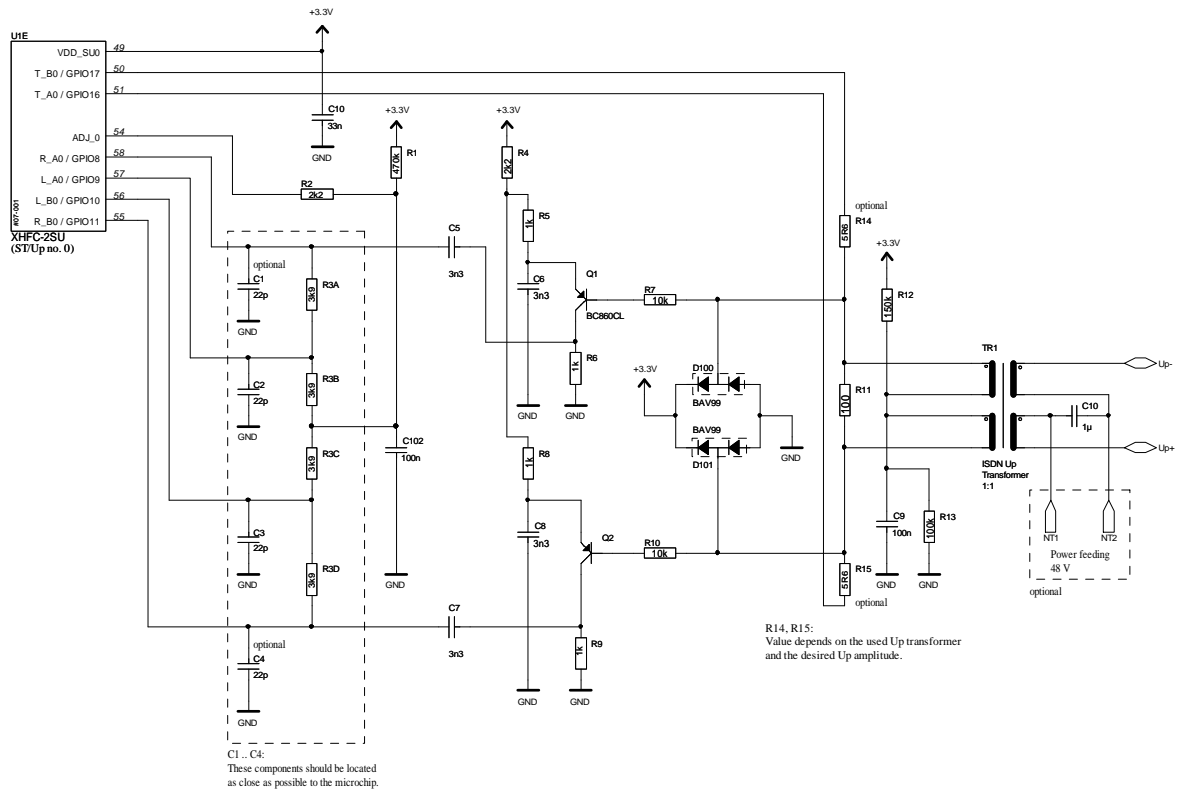 U1E
VDD_SU0
49
T_B0 / GPIO17
50
T_A0 / GPIO16
51
ADJ_0
54
R_A0 / GPIO8
58
L_A0 / GPIO9
57
L_B0 / GPIO10
56
R_B0 / GPIO11
55
#07-001
XHFC-2SU
(ST/Up no. 0)
+3.3V
C10
33n
GND
+3.3V
R1
470k
R2
2k2
+3.3V
R4
2k2
R5
1k
C5
3n3
C6
3n3
Q1
BC860CL
R6
1k
GND
GND
R7
10k
optional
R14
5R6
+3.3V
R12
150k
optional
C1
22p
GND
R3A
3k9
C2
22p
GND
R3B
3k9
R3C
3k9
C102
100n
GND
C3
22p
GND
R3D
3k9
optional
C4
22p
GND
+3.3V
D100
BAV99
BAV99
D101
GND
R11
100
TR1
ISDN Up
Transformer
1:1
Up-
C10
1µ
Up+
R8
1k
C8
3n3
Q2
R10
10k
C7
3n3
R9
1k
GND
GND
C9
100n
GND
R13
100k
GND
R15
5R6
optional
NT1
NT2
Power feeding
48 V
optional
R14, R15:
Value depends on the used Up transformer
and the desired Up amplitude.
C1 .. C4:
These components should be located
as close as possible to the microchip.